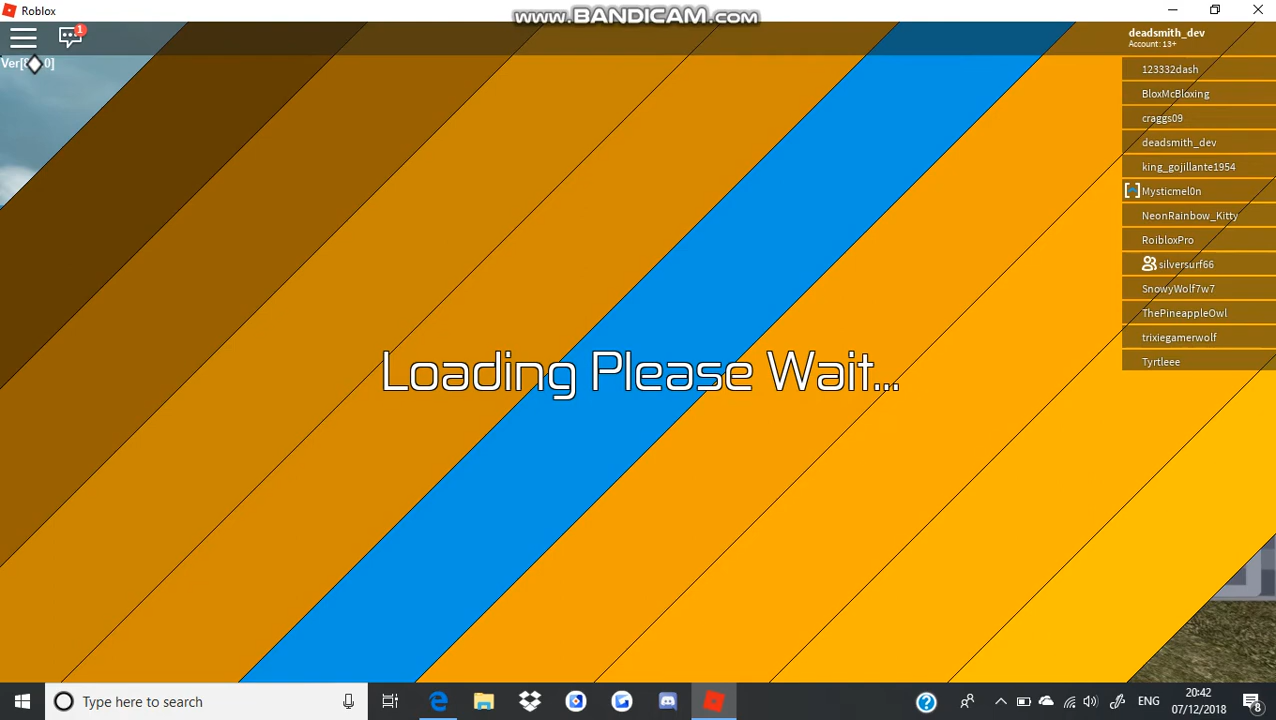 Roblox
www.BANDICAM.com
1
deadsmith_dev
Account: 13+
123332dash
BloxMcBloxing
craggs09
deadsmith_dev
king_gojillante1954
Mysticmel0n
NeonRainbow_Kitty
RoibloxPro
silversurf66
SnowyWolf7w7
ThePineappleOwl
trixiegamerwolf
Tyrtleee
Loading Please Wait...
Type here to search
ENG
20:42
07/12/2018
8